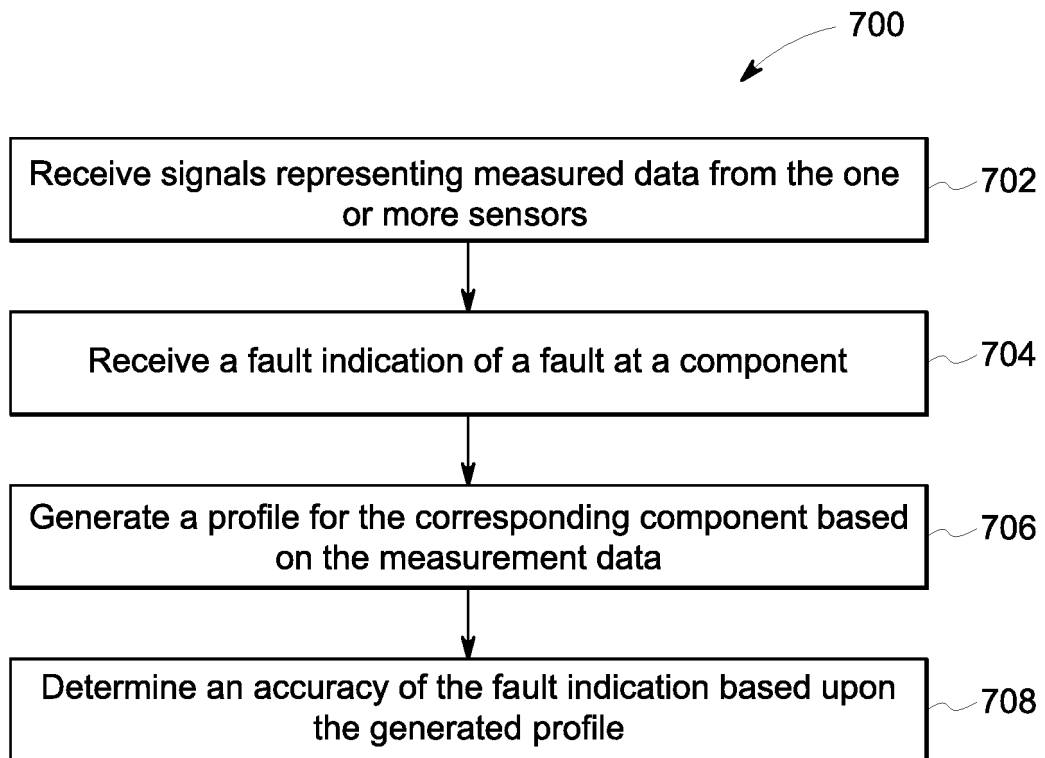 700
Receive signals representing measured data from the one
or more sensors
702
Receive a fault indication of a fault at a component
704
Generate a profile for the corresponding component based
on the measurement data
706
Determine an accuracy of the fault indication based upon
the generated profile
708